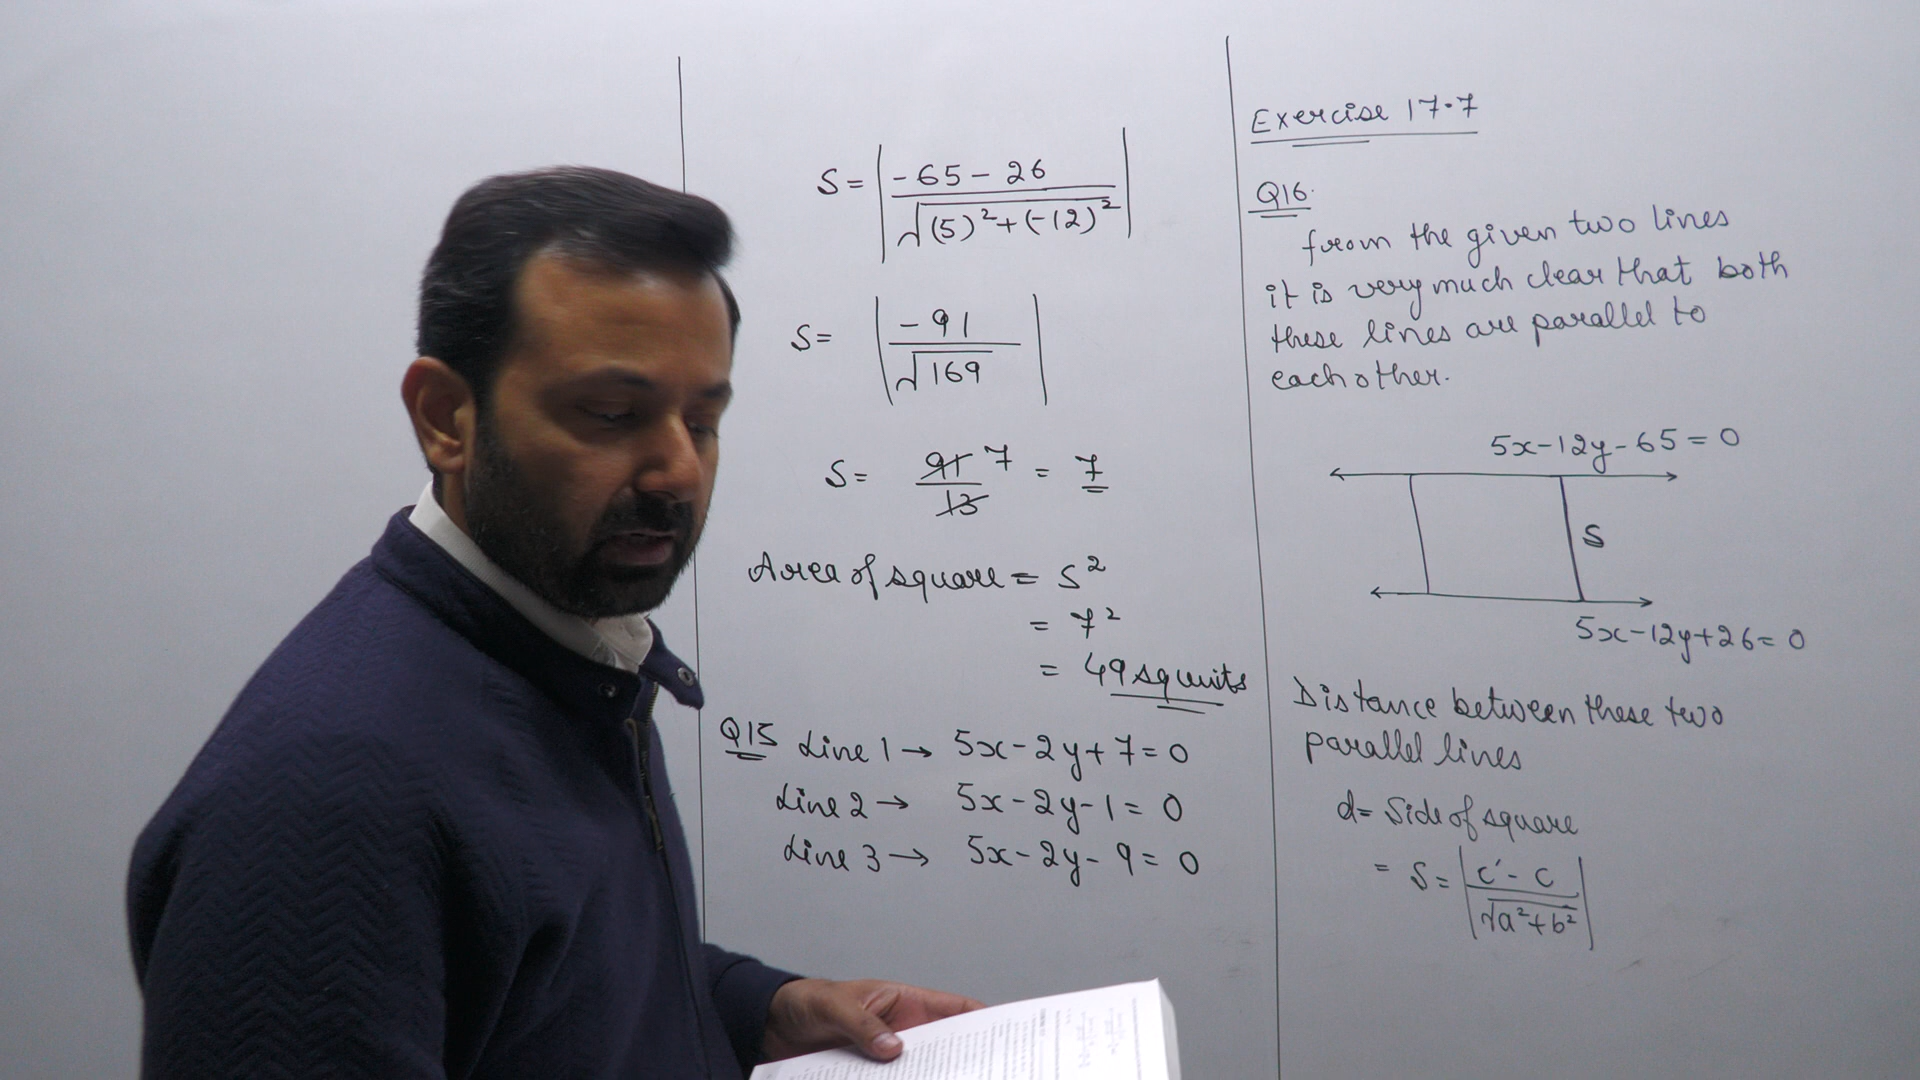 Exercise 17.7
Q16.
from the given two lines
it is very much clear that both
these lines are parallel to
each other.
5x-12y-65=0
S
5x-12y+26=0
Distance between these two
parallel lines
d= Side of square
= S= |c'-c / √a²+b²|
S= |-65-26 / √(5)²+(-12)²|
S= |-91 / √169|
S= 91/13 7 = 7
Area of square = s²
= 7²
= 49 sq units
Q15 Line 1→ 5x-2y+7=0
Line 2→ 5x-2y-1=0
Line 3→ 5x-2y-9=0